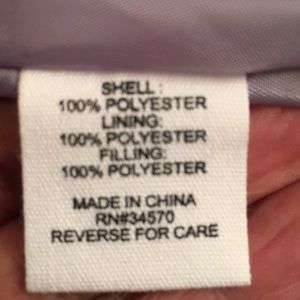 SHELL:
100% POLYESTER
LINING:
100% POLYESTER
FILLING:
100% POLYESTER
MADE IN CHINA
RN#34570
REVERSE FOR CARE